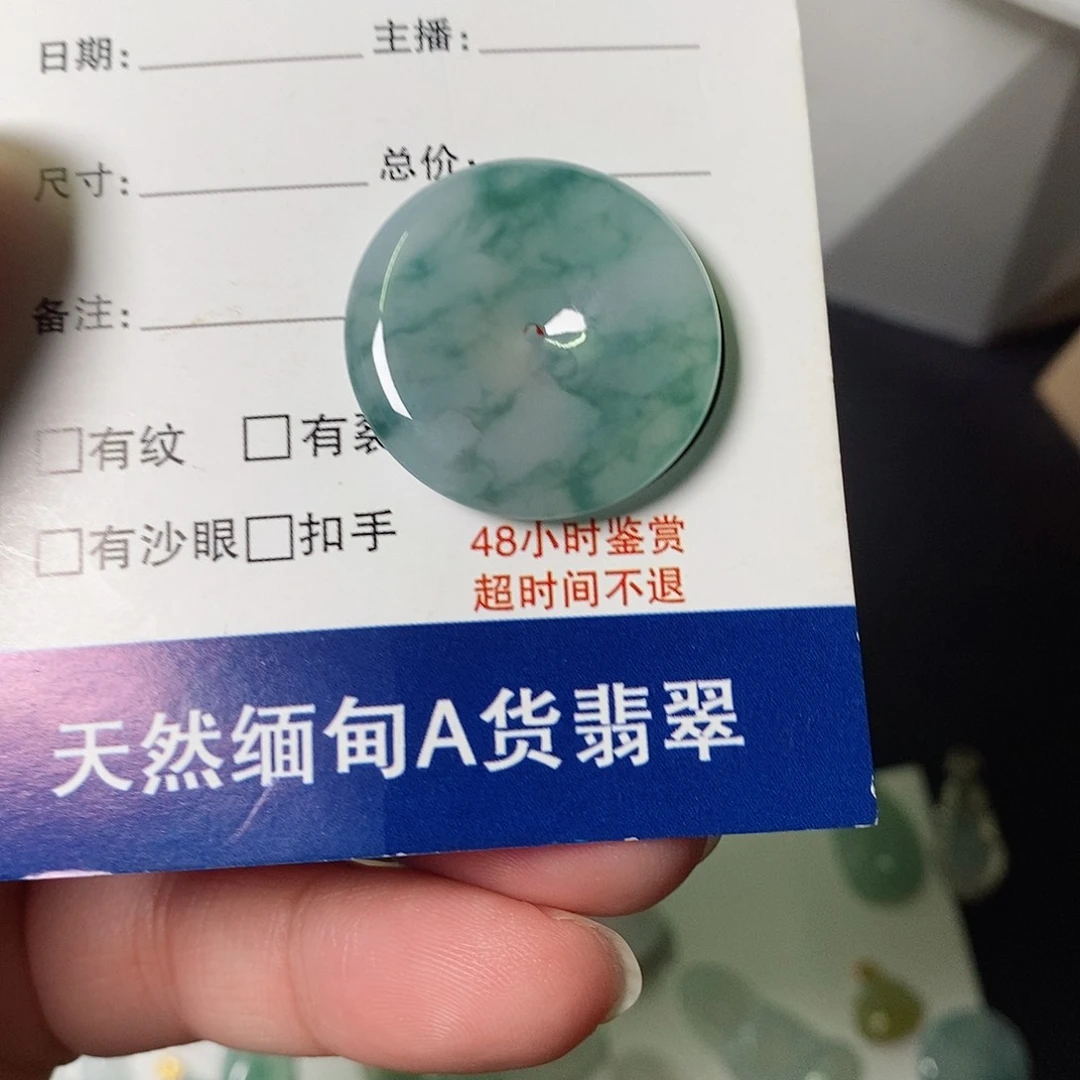 日期: 主播:
尺寸: 总价:
备注:
有纹 有裂
有沙眼 扣手
48小时鉴赏
超时间不退
天然缅甸A货翡翠